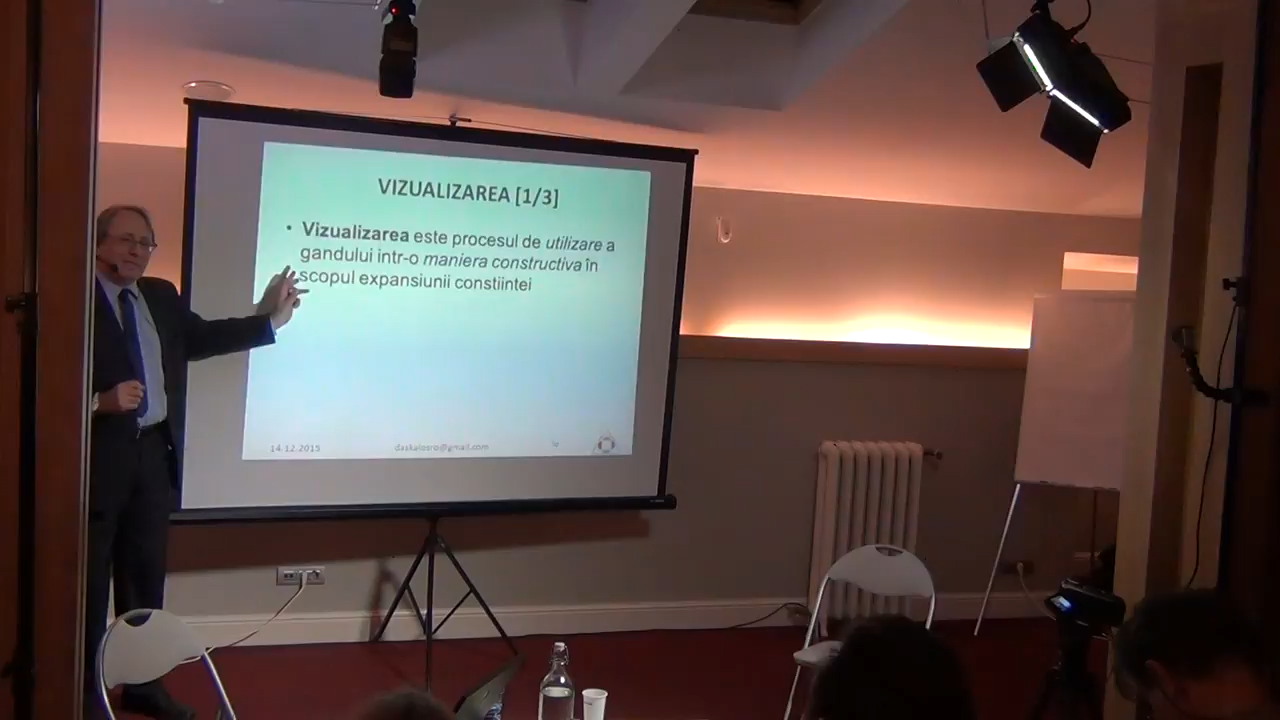 VIZUALIZAREA [1/3]
• Vizualizarea este procesul de utilizare a
gandului intr-o maniera constructiva în
scopul expansiunii constiintei
14.12.2015 daskalosro@gmail.com